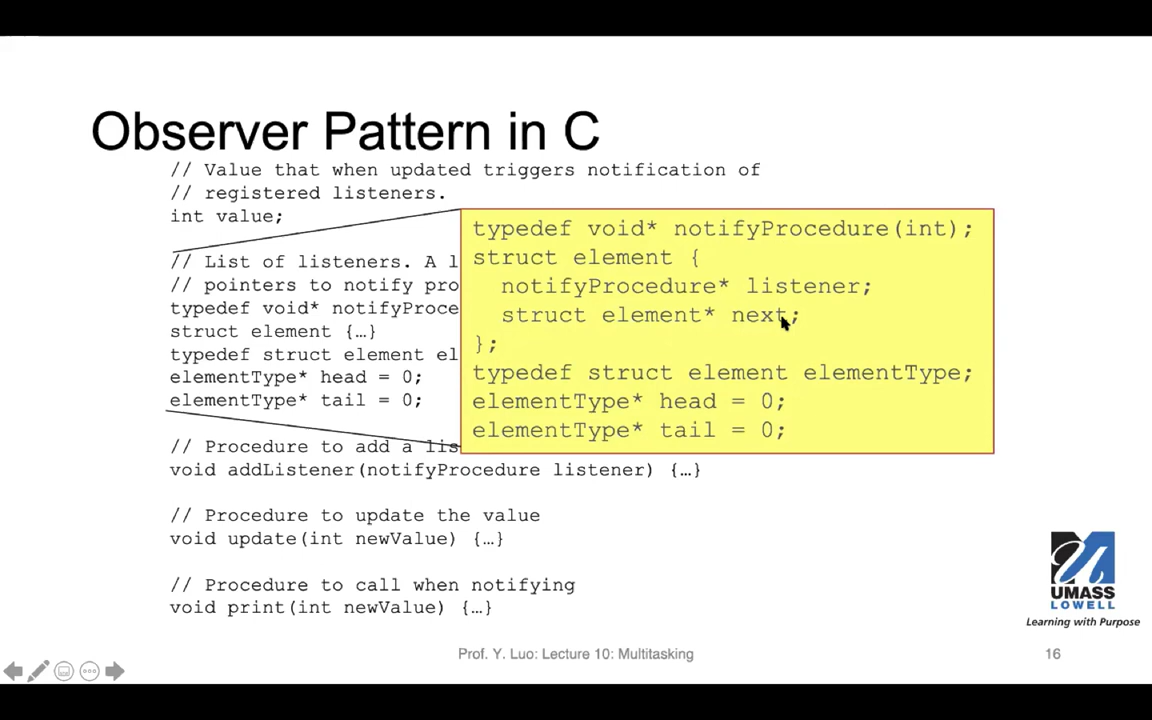 Observer Pattern in C
// Value that when updated triggers notification of
// registered listeners.
int value;
// List of listeners. A l
// pointers to notify pro
typedef void* notifyProce
struct element {…}
typedef struct element el
elementType* head = 0;
elementType* tail = 0;
typedef void* notifyProcedure(int);
struct element {
notifyProcedure* listener;
struct element* next;
};
typedef struct element elementType;
elementType* head = 0;
elementType* tail = 0;
// Procedure to add a lis
void addListener(notifyProcedure listener) {…}
// Procedure to update the value
void update(int newValue) {…}
// Procedure to call when notifying
void print(int newValue) {…}
UMASS
LOWELL
Learning with Purpose
Prof. Y. Luo: Lecture 10: Multitasking
16